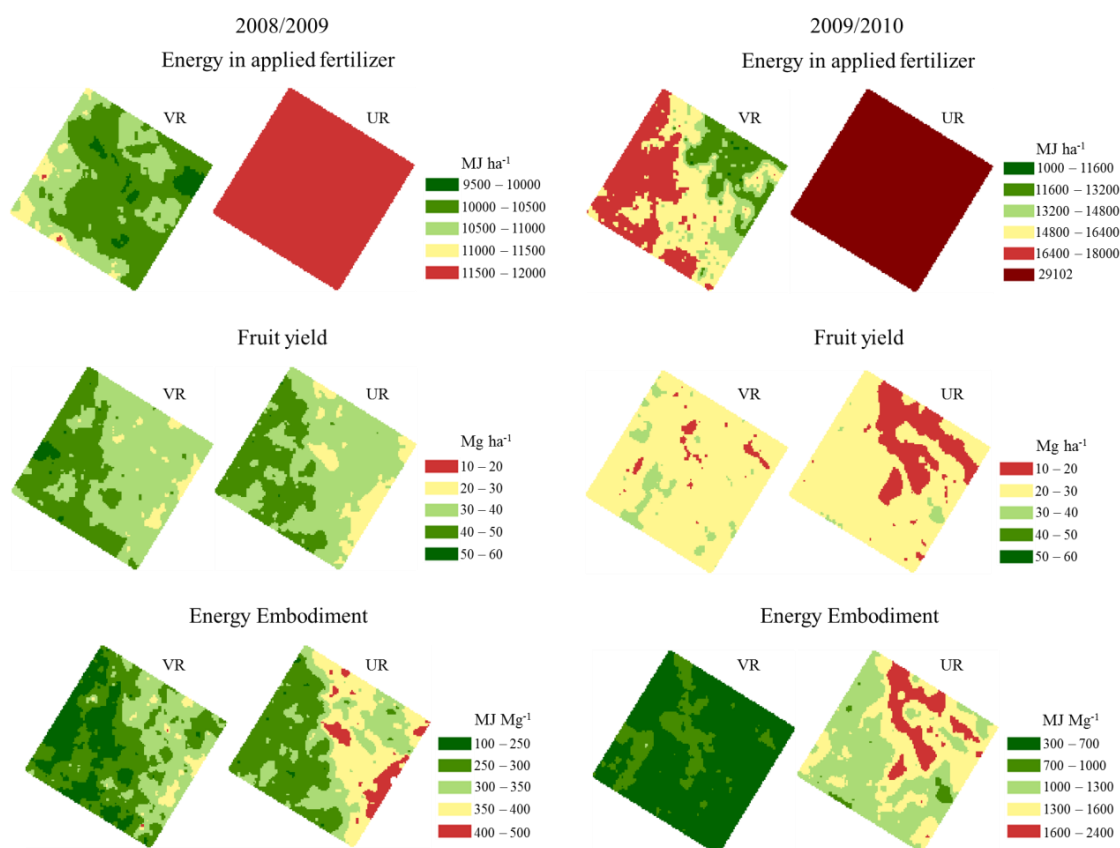 2008/2009
Energy in applied fertilizer
VR
UR
MJ ha-1
9500 – 10000
10000 – 10500
10500 – 11000
11000 – 11500
11500 – 12000
Fruit yield
VR
UR
Mg ha-1
10 – 20
20 – 30
30 – 40
40 – 50
50 – 60
Energy Embodiment
VR
UR
MJ Mg-1
100 – 250
250 – 300
300 – 350
350 – 400
400 – 500
2009/2010
Energy in applied fertilizer
VR
UR
MJ ha-1
1000 – 11600
11600 – 13200
13200 – 14800
14800 – 16400
16400 – 18000
29102
Fruit yield
VR
UR
Mg ha-1
10 – 20
20 – 30
30 – 40
40 – 50
50 – 60
Energy Embodiment
VR
UR
MJ Mg-1
300 – 700
700 – 1000
1000 – 1300
1300 – 1600
1600 – 2400